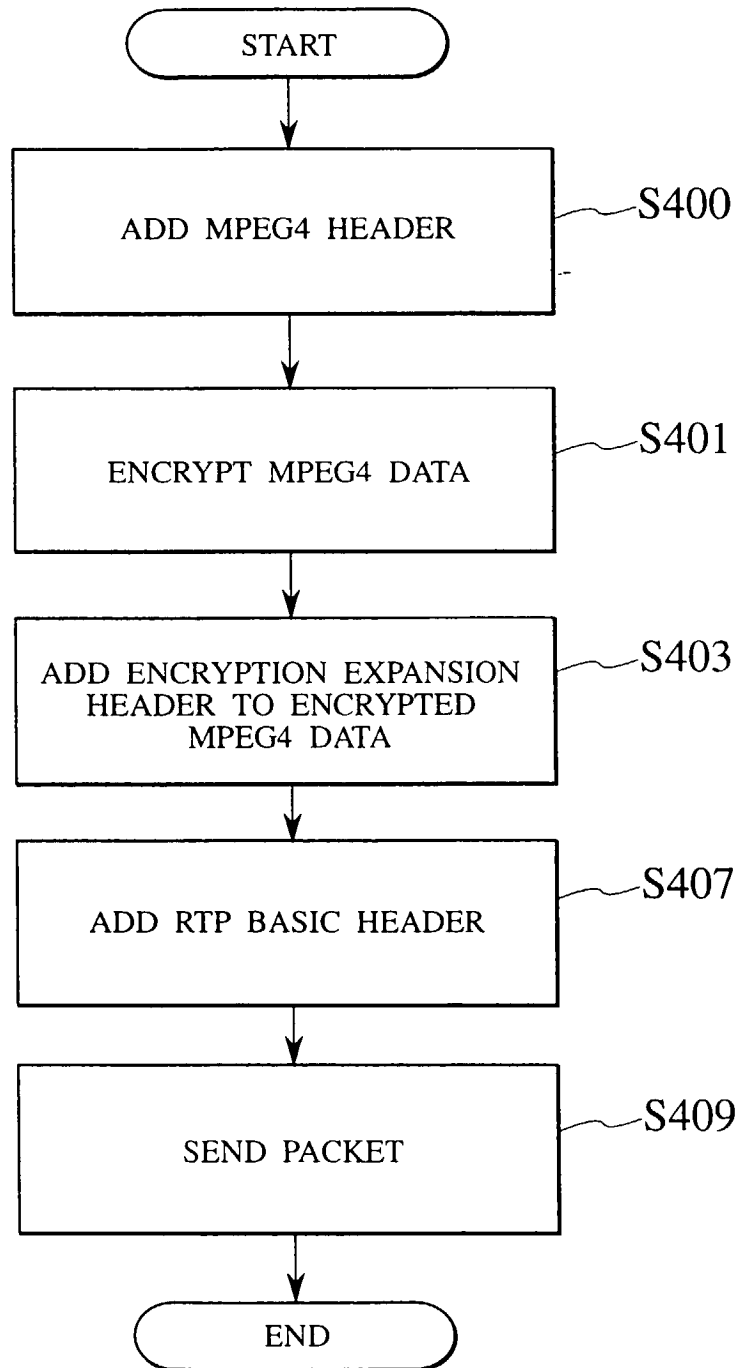 START
ADD MPEG4 HEADER
S400
ENCRYPT MPEG4 DATA
S401
ADD ENCRYPTION EXPANSION
HEADER TO ENCRYPTED
MPEG4 DATA
S403
ADD RTP BASIC HEADER
S407
SEND PACKET
S409
END